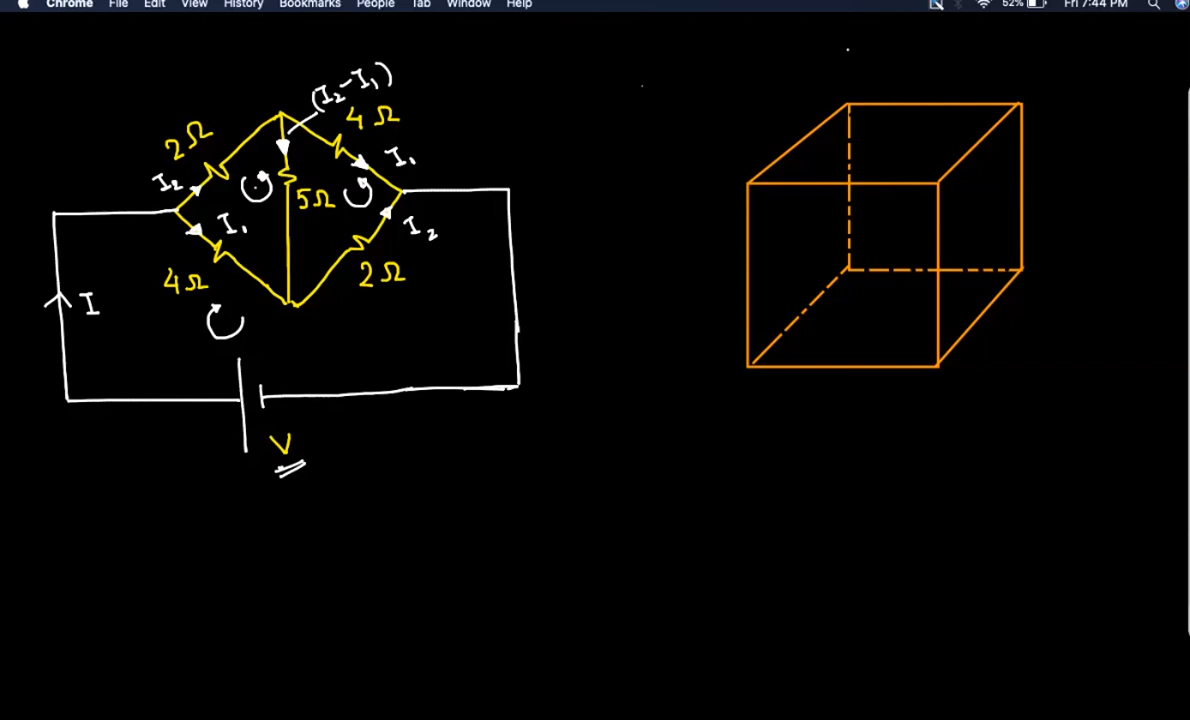 Chrome File Edit View History Bookmarks People Tab Window Help 52% Fri 7:44 PM
(I₂-I₁)
2Ω
4Ω
I₂
I₁
5Ω
I₁
I₂
4Ω
2Ω
I
V